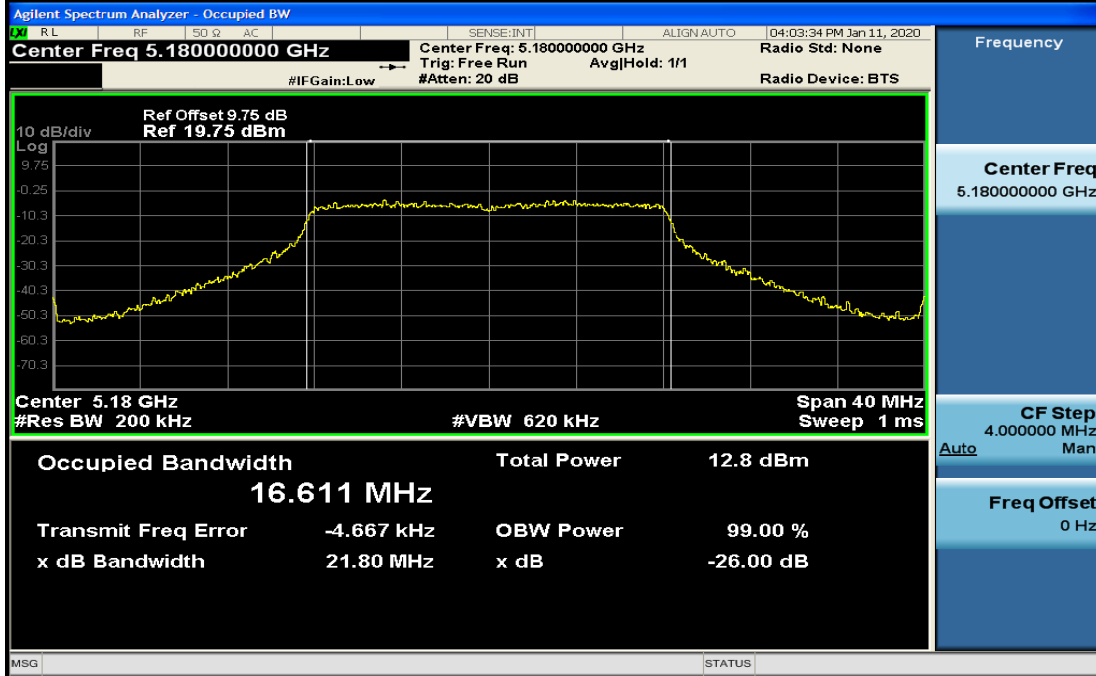 Agilent Spectrum Analyzer - Occupied BW
LXI RL RF 50 Ω AC SENSE:INT ALIGN AUTO 04:03:34 PM Jan 11, 2020
Center Freq 5.180000000 GHz
Center Freq: 5.180000000 GHz Radio Std: None
Trig: Free Run Avg|Hold: 1/1
#IFGain:Low #Atten: 20 dB Radio Device: BTS
Ref Offset 9.75 dB
10 dB/div Ref 19.75 dBm
Log
9.75
-0.25
-10.3
-20.3
-30.3
-40.3
-50.3
-60.3
-70.3
Center 5.18 GHz Span 40 MHz
#Res BW 200 kHz #VBW 620 kHz Sweep 1 ms
Occupied Bandwidth Total Power 12.8 dBm
16.611 MHz
Transmit Freq Error -4.667 kHz OBW Power 99.00 %
x dB Bandwidth 21.80 MHz x dB -26.00 dB
MSG STATUS
Frequency
Center Freq
5.180000000 GHz
CF Step
4.000000 MHz
Auto Man
Freq Offset
0 Hz